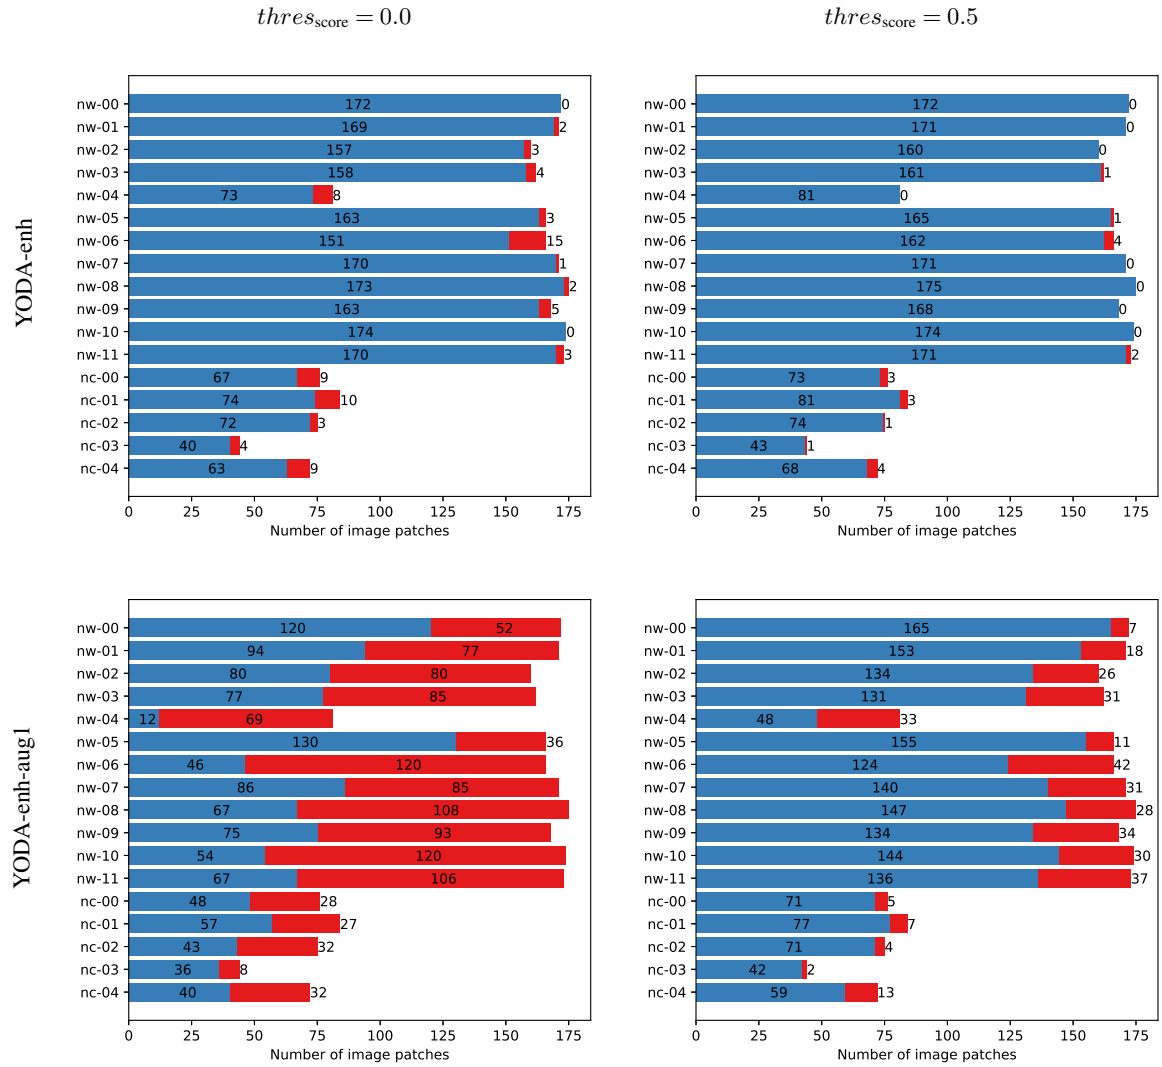 thres_score = 0.0
thres_score = 0.5
YODA-enh
nw-00 172 0
nw-01 169 2
nw-02 157 3
nw-03 158 4
nw-04 73 8
nw-05 163 3
nw-06 151 15
nw-07 170 1
nw-08 173 2
nw-09 163 5
nw-10 174 0
nw-11 170 3
nc-00 67 9
nc-01 74 10
nc-02 72 3
nc-03 40 4
nc-04 63 9
0 25 50 75 100 125 150 175
Number of image patches
nw-00 172 0
nw-01 171 0
nw-02 160 0
nw-03 161 1
nw-04 81 0
nw-05 165 1
nw-06 162 4
nw-07 171 0
nw-08 175 0
nw-09 168 0
nw-10 174 0
nw-11 171 2
nc-00 73 3
nc-01 81 3
nc-02 74 1
nc-03 43 1
nc-04 68 4
0 25 50 75 100 125 150 175
Number of image patches
YODA-enh-aug1
nw-00 120 52
nw-01 94 77
nw-02 80 80
nw-03 77 85
nw-04 12 69
nw-05 130 36
nw-06 46 120
nw-07 86 85
nw-08 67 108
nw-09 75 93
nw-10 54 120
nw-11 67 106
nc-00 48 28
nc-01 57 27
nc-02 43 32
nc-03 36 8
nc-04 40 32
0 25 50 75 100 125 150 175
Number of image patches
nw-00 165 7
nw-01 153 18
nw-02 134 26
nw-03 131 31
nw-04 48 33
nw-05 155 11
nw-06 124 42
nw-07 140 31
nw-08 147 28
nw-09 134 34
nw-10 144 30
nw-11 136 37
nc-00 71 5
nc-01 77 7
nc-02 71 4
nc-03 42 2
nc-04 59 13
0 25 50 75 100 125 150 175
Number of image patches